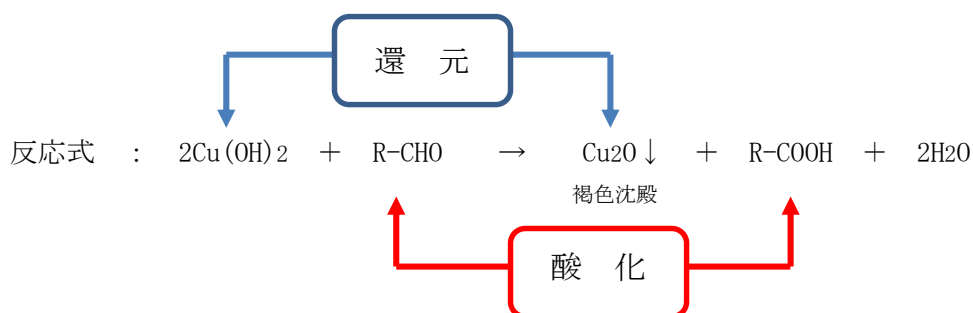 還　元
反応式　：　2Cu(OH)2　＋　R-CHO　→　Cu2O↓　＋　R-COOH　＋　2H2O
褐色沈殿
酸　化